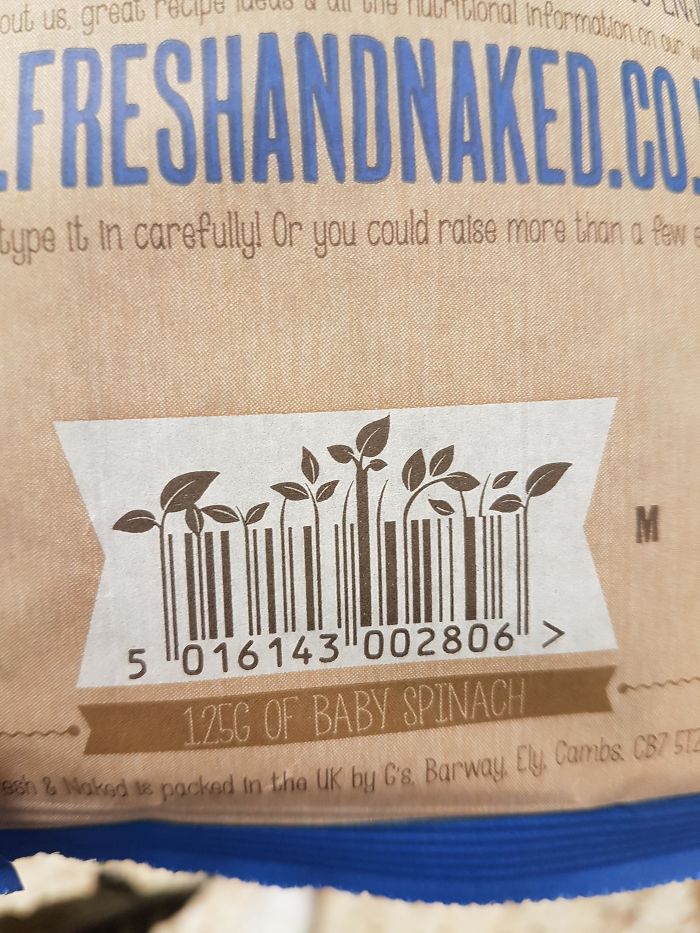 out us, great recipe ideas & all the nutritional information on our
.FRESHANDNAKED.CO.
type it in carefully! Or you could raise more than a few
M
5 016143 002806 >
125G OF BABY SPINACH
esh & Naked is packed in the UK by G's, Barway, Ely, Cambs. CB7 5TZ